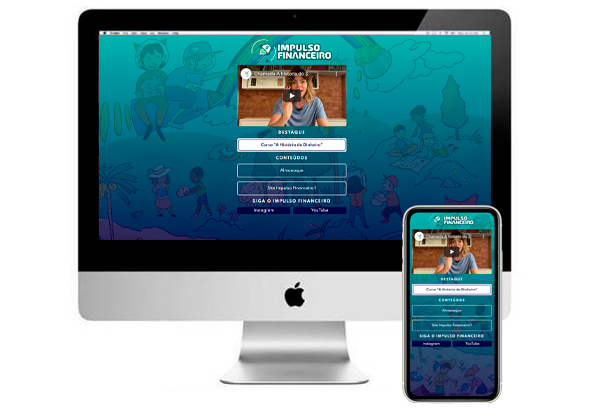 IMPULSO
FINANCEIRO
Chamada A história do $
DESTAQUE
Curso "A História do Dinheiro"
CONTEÚDOS
Almanaque
Site Impulso Financeiro
SIGA O IMPULSO FINANCEIRO
Instagram
YouTube
IMPULSO
FINANCEIRO
Chamada A história do
DESTAQUE
Curso "A História do Dinheiro"
CONTEÚDOS
Almanaque
Site Impulso Financeiro
SIGA O IMPULSO FINANCEIRO
Instagram
YouTube